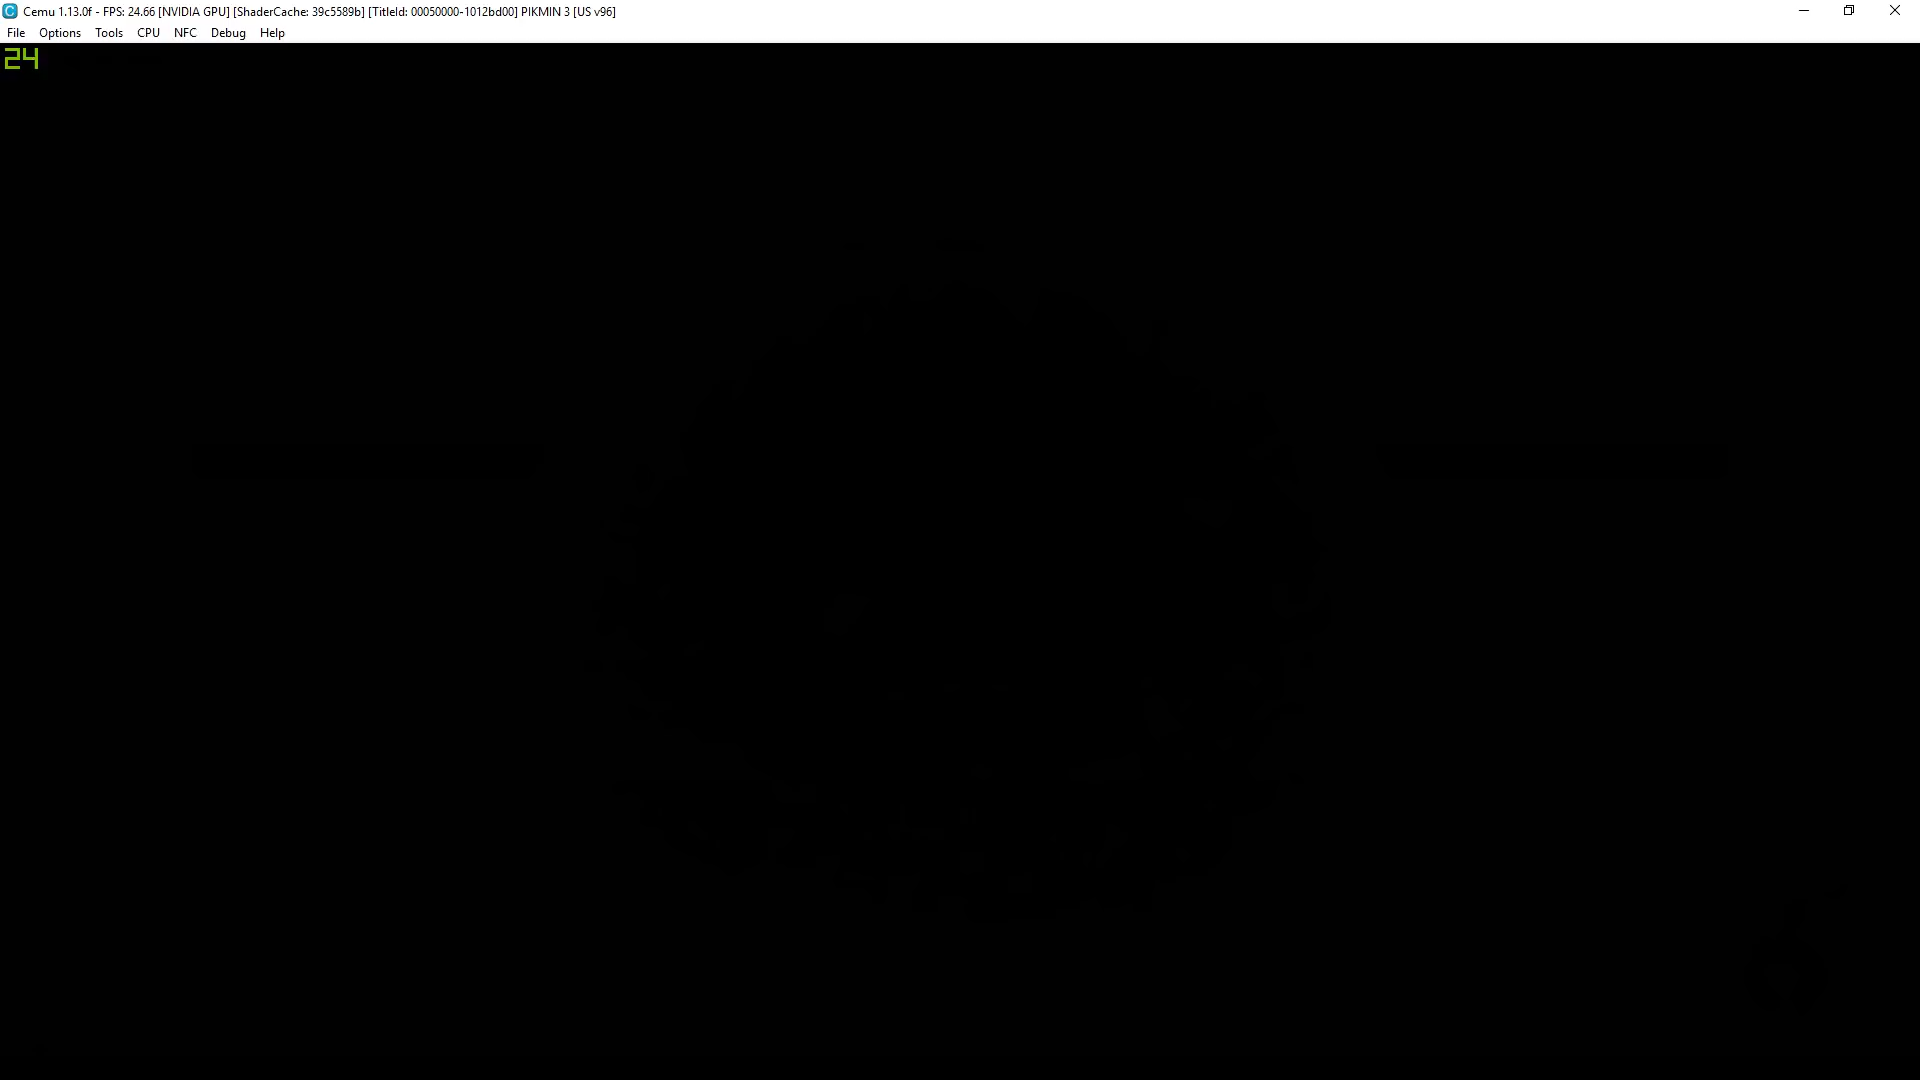 Cemu 1.13.0f - FPS: 24.66 [NVIDIA GPU] [ShaderCache: 39c5589b] [TitleId: 00050000-1012bd00] PIKMIN 3 [US v96]
File Options Tools CPU NFC Debug Help
24